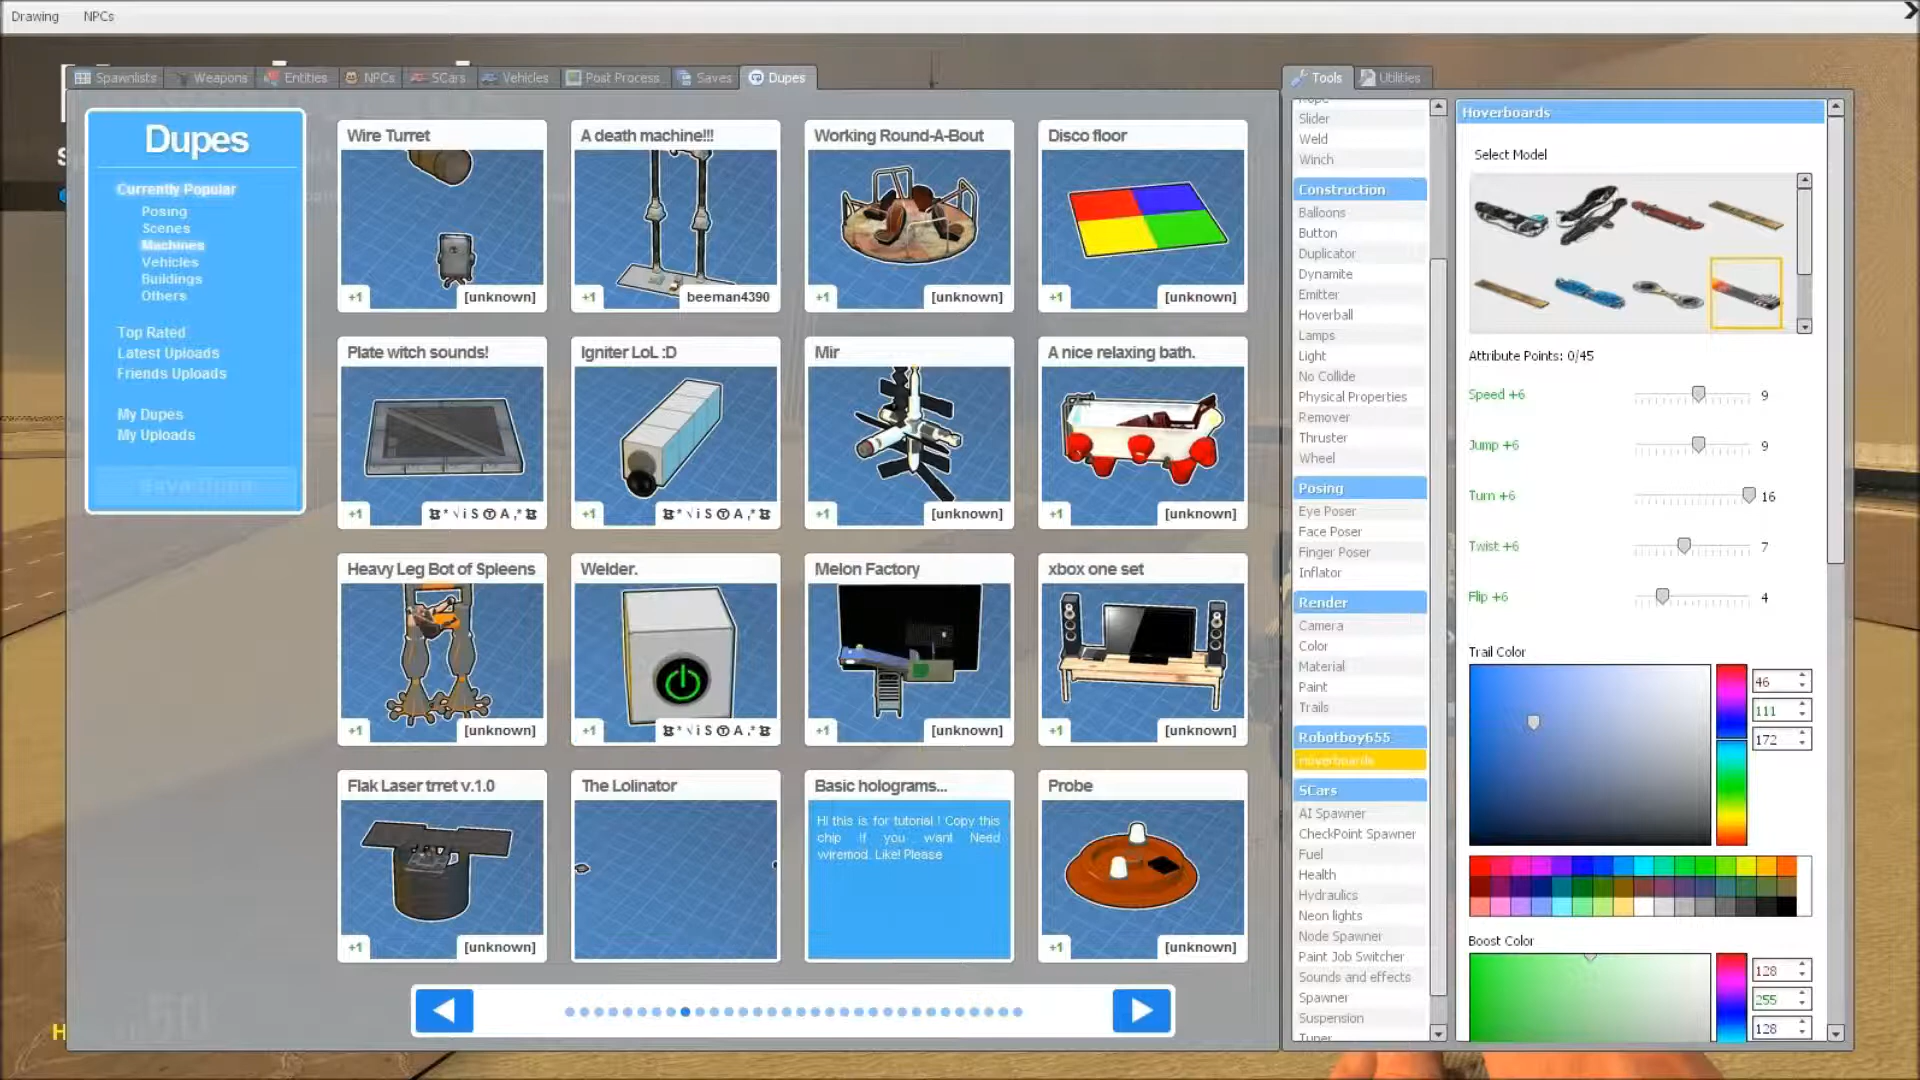 Drawing NPCs
Spawnlists Weapons Entities NPCs SCars Vehicles Post Process Saves Dupes
Dupes
Currently Popular
Posing
Scenes
Machines
Vehicles
Buildings
Others
Top Rated
Latest Uploads
Friends Uploads
My Dupes
My Uploads
Wire Turret
+1 [unknown]
A death machine!!!
+1 beeman4390
Working Round-A-Bout
+1 [unknown]
Disco floor
+1 [unknown]
Plate witch sounds!
+1
Igniter LoL :D
+1
Mir
+1 [unknown]
A nice relaxing bath.
+1 [unknown]
Heavy Leg Bot of Spleens
+1 [unknown]
Welder.
+1
Melon Factory
+1 [unknown]
xbox one set
+1 [unknown]
Flak Laser trret v.1.0
+1 [unknown]
The Lolinator
Basic holograms...
Hi this is for tutorial ! Copy this
chip if you want Need
wiremod. Like! Please
Probe
+1 [unknown]
Tools Utilities
Slider
Weld
Winch
Construction
Balloons
Button
Duplicator
Dynamite
Emitter
Hoverball
Lamps
Light
No Collide
Physical Properties
Remover
Thruster
Wheel
Posing
Eye Poser
Face Poser
Finger Poser
Inflator
Render
Camera
Color
Material
Paint
Trails
Robotboy655
Hoverboards
SCars
AI Spawner
CheckPoint Spawner
Fuel
Health
Hydraulics
Neon lights
Node Spawner
Paint Job Switcher
Sounds and effects
Spawner
Suspension
Tuner
Hoverboards
Select Model
Attribute Points: 0/45
Speed +6 9
Jump +6 9
Turn +6 16
Twist +6 7
Flip +6 4
Trail Color
46
111
172
Boost Color
128
255
128